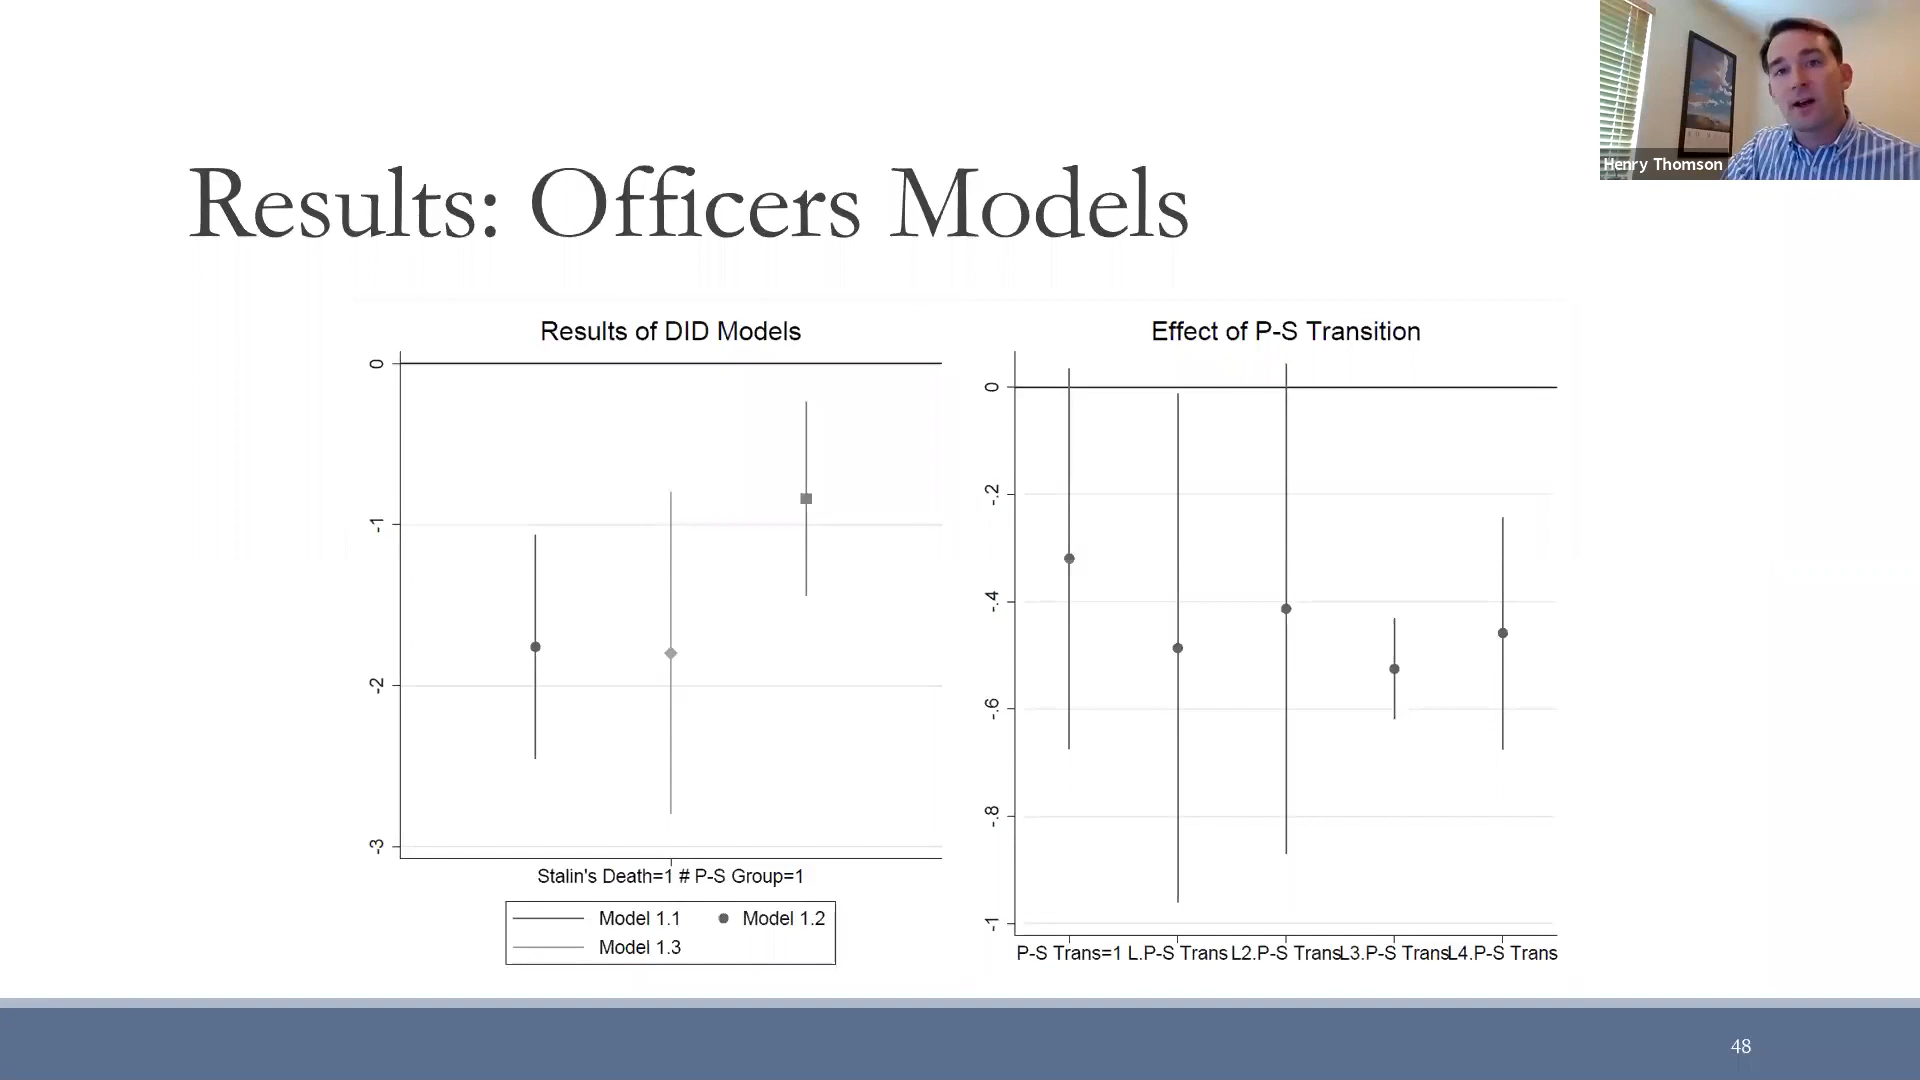 Henry Thomson
Results: Officers Models
Results of DID Models
0
-1
-2
-3
Stalin's Death=1 # P-S Group=1
Model 1.1
Model 1.2
Model 1.3
Effect of P-S Transition
0
-.2
-.4
-.6
-.8
-1
P-S Trans=1 L.P-S Trans L2.P-S Trans L3.P-S Trans L4.P-S Trans
48